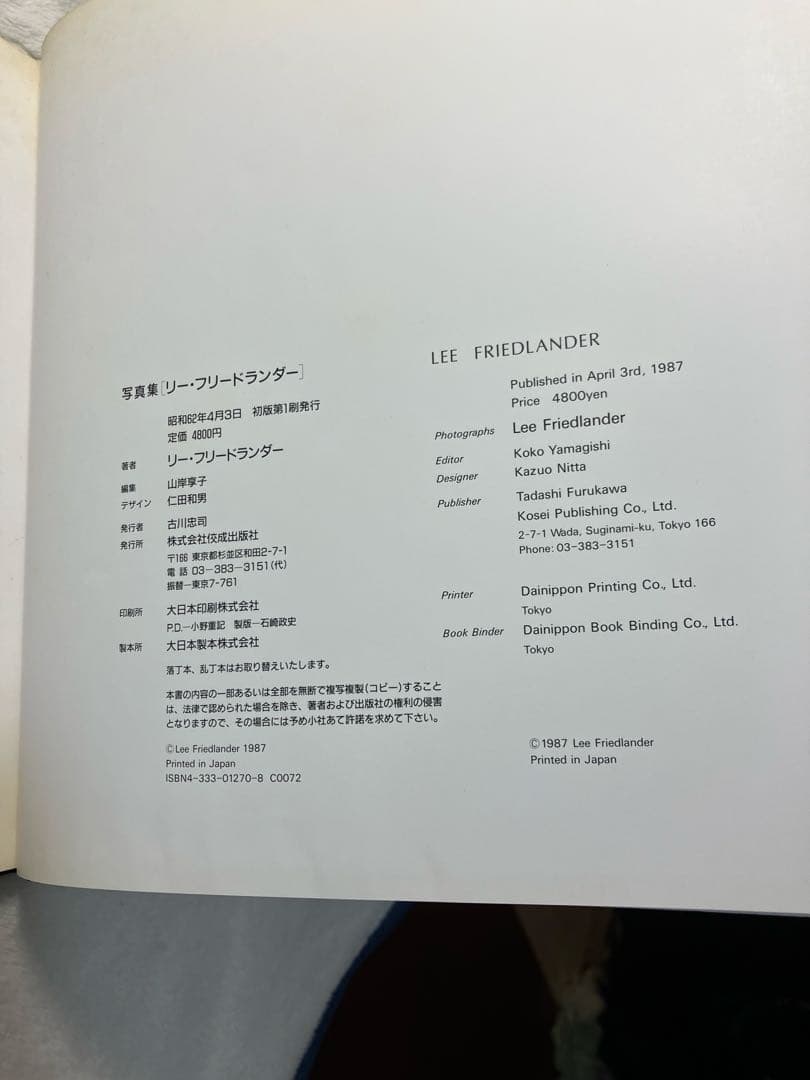 写真集[リー・フリードランダー]
昭和62年4月3日 初版第1刷発行
定価 4800円
著者 リー・フリードランダー
編集 山岸享子
デザイン 仁田和男
発行者 古川忠司
発行所 株式会社佼成出版社
〒166 東京都杉並区和田2-7-1
電話 03-383-3151(代)
振替─東京7-761
印刷所 大日本印刷株式会社
P.D.─小野重記 製版─石崎政史
製本所 大日本製本株式会社
落丁本、乱丁本はお取り替えいたします。
本書の内容の一部あるいは全部を無断で複写複製(コピー)すること
は、法律で認められた場合を除き、著者および出版社の権利の侵害
となりますので、その場合には予め小社あて許諾を求めて下さい。
©Lee Friedlander 1987
Printed in Japan
ISBN4-333-01270-8 C0072
LEE FRIEDLANDER
Published in April 3rd, 1987
Price 4800yen
Photographs Lee Friedlander
Editor Koko Yamagishi
Designer Kazuo Nitta
Publisher Tadashi Furukawa
Kosei Publishing Co., Ltd.
2-7-1 Wada, Suginami-ku, Tokyo 166
Phone: 03-383-3151
Printer Dainippon Printing Co., Ltd.
Tokyo
Book Binder Dainippon Book Binding Co., Ltd.
Tokyo
©1987 Lee Friedlander
Printed in Japan